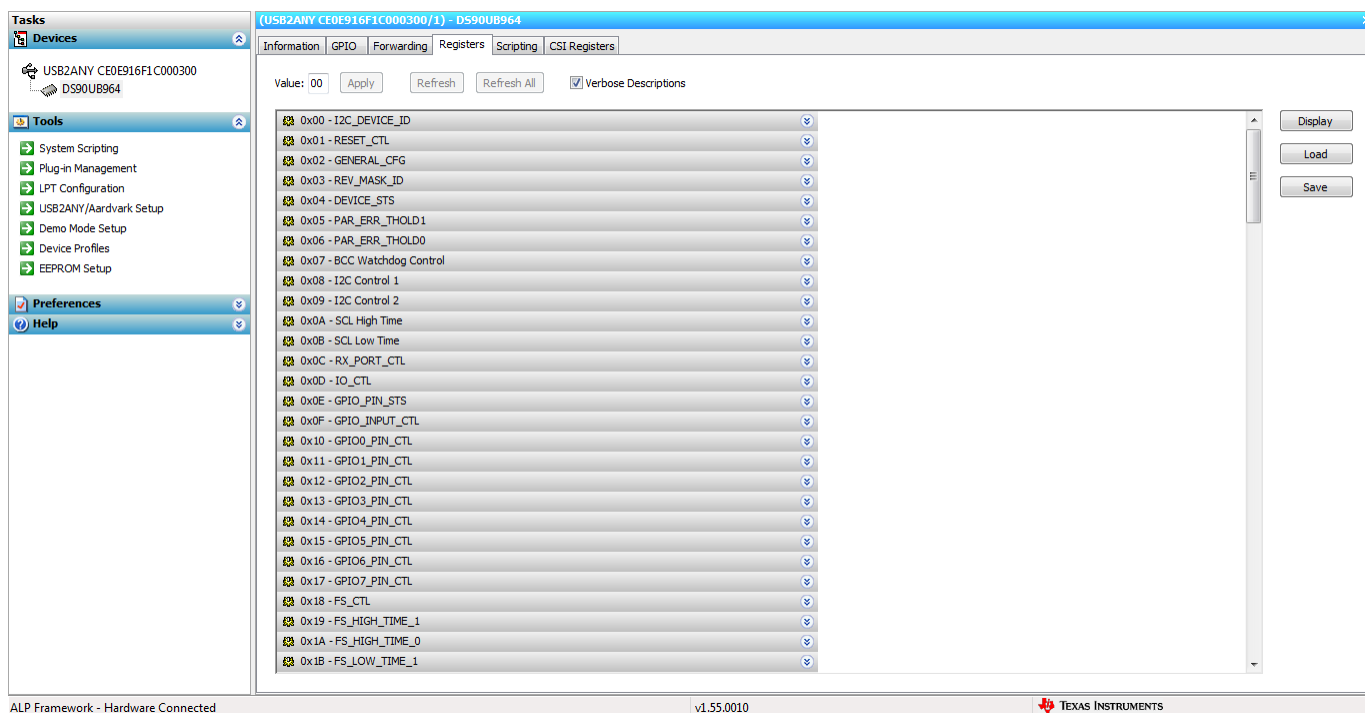 Tasks
Devices
USB2ANY CE0E916F1C000300
DS90UB964
Tools
System Scripting
Plug-in Management
LPT Configuration
USB2ANY/Aardvark Setup
Demo Mode Setup
Device Profiles
EEPROM Setup
Preferences
Help
(USB2ANY CE0E916F1C000300/1) - DS90UB964
Information GPIO Forwarding Registers Scripting CSI Registers
Value: 00 Apply Refresh Refresh All Verbose Descriptions
0x00 - I2C_DEVICE_ID
0x01 - RESET_CTL
0x02 - GENERAL_CFG
0x03 - REV_MASK_ID
0x04 - DEVICE_STS
0x05 - PAR_ERR_THOLD1
0x06 - PAR_ERR_THOLD0
0x07 - BCC Watchdog Control
0x08 - I2C Control 1
0x09 - I2C Control 2
0x0A - SCL High Time
0x0B - SCL Low Time
0x0C - RX_PORT_CTL
0x0D - IO_CTL
0x0E - GPIO_PIN_STS
0x0F - GPIO_INPUT_CTL
0x10 - GPIO0_PIN_CTL
0x11 - GPIO1_PIN_CTL
0x12 - GPIO2_PIN_CTL
0x13 - GPIO3_PIN_CTL
0x14 - GPIO4_PIN_CTL
0x15 - GPIO5_PIN_CTL
0x16 - GPIO6_PIN_CTL
0x17 - GPIO7_PIN_CTL
0x18 - FS_CTL
0x19 - FS_HIGH_TIME_1
0x1A - FS_HIGH_TIME_0
0x1B - FS_LOW_TIME_1
Display
Load
Save
ALP Framework - Hardware Connected v1.55.0010 TEXAS INSTRUMENTS